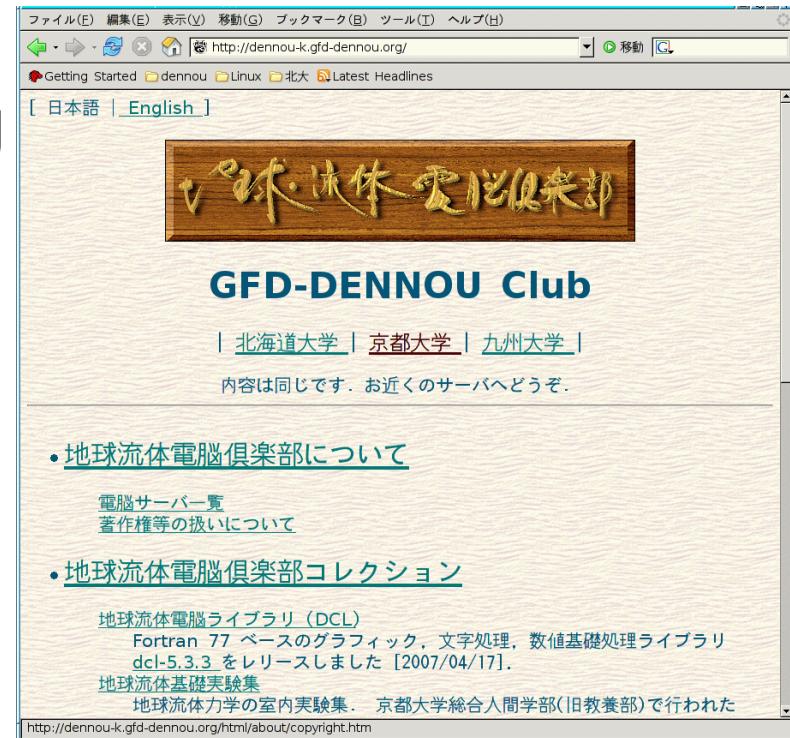 ファイル(F) 編集(E) 表示(V) 移動(G) ブックマーク(B) ツール(T) ヘルプ(H)
http://dennou-k.gfd-dennou.org/ 移動 G
Getting Started dennou Linux 北大 Latest Headlines
[ 日本語 | English ]
地球・流体電脳倶楽部
GFD-DENNOU Club
| 北海道大学 | 京都大学 | 九州大学 |
内容は同じです．お近くのサーバへどうぞ．
•地球流体電脳倶楽部について
電脳サーバ一覧
著作権等の扱いについて
•地球流体電脳倶楽部コレクション
地球流体電脳ライブラリ（DCL）
Fortran 77 ベースのグラフィック，文字処理，数値基礎処理ライブラリ
dcl-5.3.3 をレリースしました [2007/04/17]．
地球流体基礎実験集
地球流体力学の室内実験集． 京都大学総合人間学部(旧教養部)で行われた
http://dennou-k.gfd-dennou.org/html/about/copyright.htm